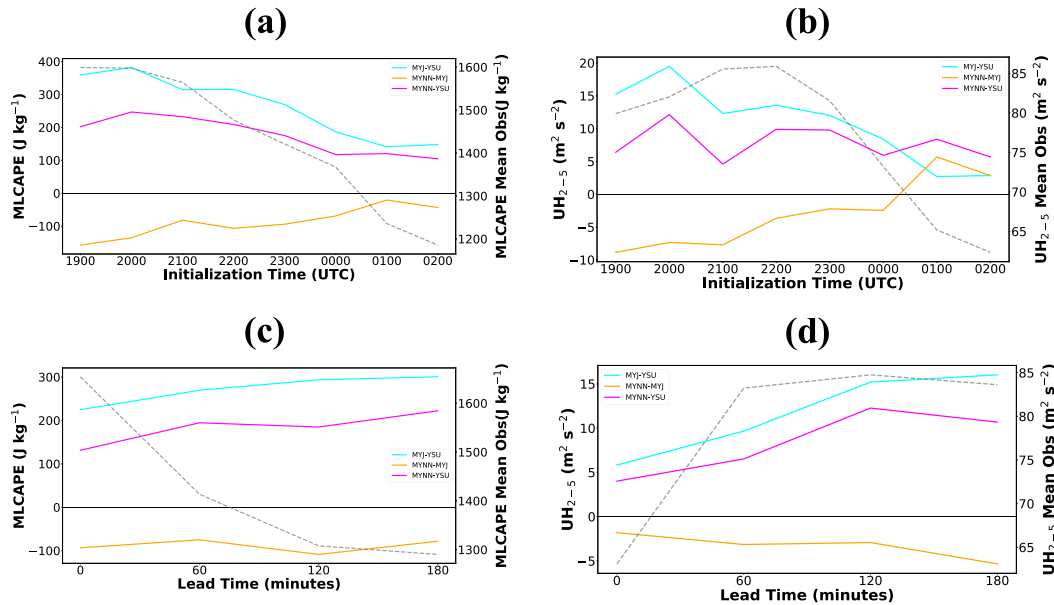 (a)
MLCAPE (J kg⁻¹)
400
300
200
100
0
−100
MYJ-YSU
MYNN-MYJ
MYNN-YSU
1600
1500
1400
1300
1200
MLCAPE Mean Obs(J kg⁻¹)
1900 2000 2100 2200 2300 0000 0100 0200
Initialization Time (UTC)
(b)
UH₂₋₅ (m² s⁻²)
20
15
10
5
0
−5
−10
MYJ-YSU
MYNN-MYJ
MYNN-YSU
85
80
75
70
65
UH₂₋₅ Mean Obs (m² s⁻²)
1900 2000 2100 2200 2300 0000 0100 0200
Initialization Time (UTC)
(c)
MLCAPE (J kg⁻¹)
300
200
100
0
−100
MYJ-YSU
MYNN-MYJ
MYNN-YSU
1600
1500
1400
1300
MLCAPE Mean Obs(J kg⁻¹)
0 60 120 180
Lead Time (minutes)
(d)
UH₂₋₅ (m² s⁻²)
15
10
5
0
−5
MYJ-YSU
MYNN-MYJ
MYNN-YSU
85
80
75
70
65
UH₂₋₅ Mean Obs (m² s⁻²)
0 60 120 180
Lead Time (minutes)